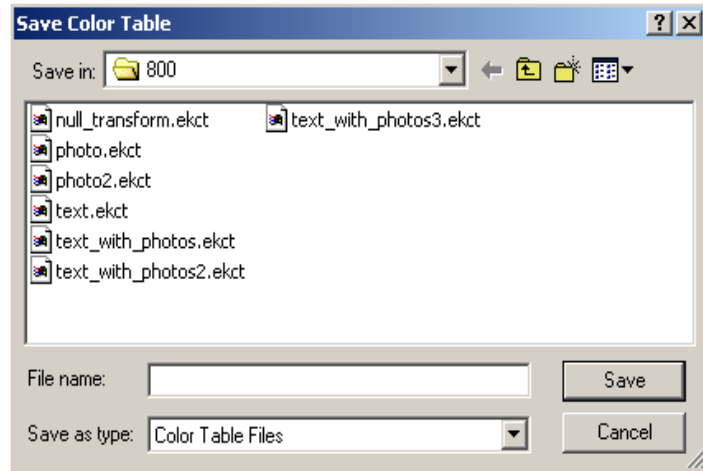 Save Color Table
Save in: 800
null_transform.ekct text_with_photos3.ekct
photo.ekct
photo2.ekct
text.ekct
text_with_photos.ekct
text_with_photos2.ekct
File name: Save
Save as type: Color Table Files Cancel